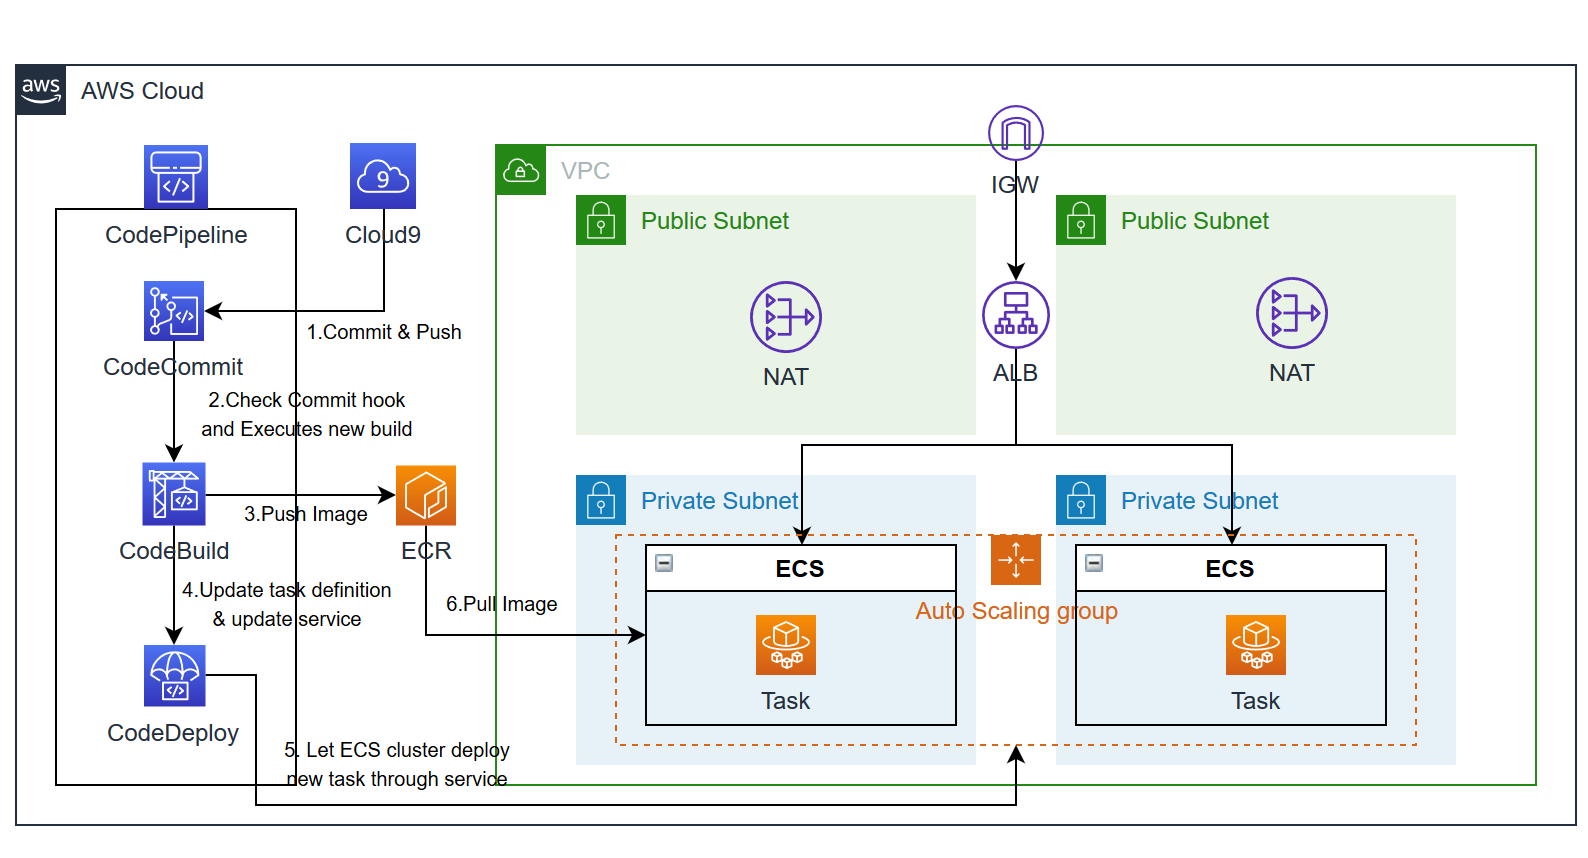 aws
AWS Cloud
CodePipeline
9
Cloud9
1.Commit & Push
CodeCommit
2.Check Commit hook
and Executes new build
CodeBuild
3.Push Image
ECR
4.Update task definition
& update service
CodeDeploy
5. Let ECS cluster deploy
new task through service
6.Pull Image
VPC
IGW
Public Subnet
NAT
ALB
Public Subnet
NAT
Private Subnet
Private Subnet
ECS
Task
Auto Scaling group
ECS
Task